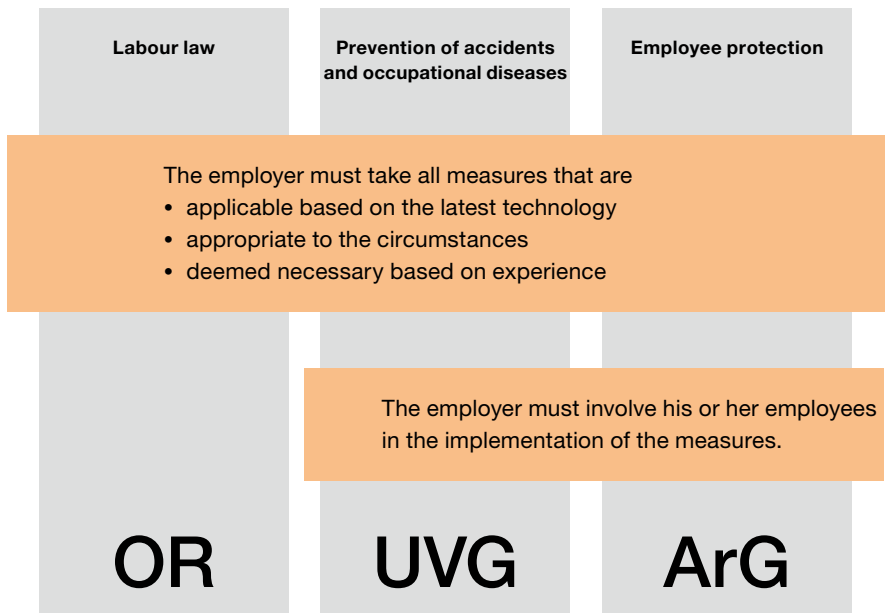 Labour law
Prevention of accidents
and occupational diseases
Employee protection
The employer must take all measures that are
• applicable based on the latest technology
• appropriate to the circumstances
• deemed necessary based on experience
The employer must involve his or her employees
in the implementation of the measures.
OR
UVG
ArG